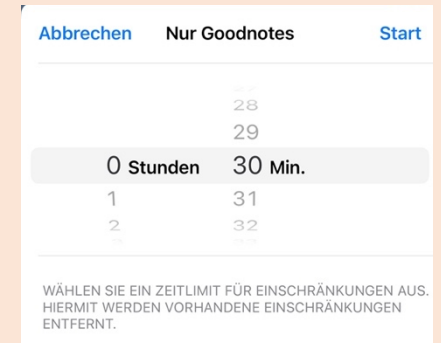 Abbrechen Nur Goodnotes Start
28
29
0 Stunden 30 Min.
1 31
2 32
WÄHLEN SIE EIN ZEITLIMIT FÜR EINSCHRÄNKUNGEN AUS.
HIERMIT WERDEN VORHANDENE EINSCHRÄNKUNGEN
ENTFERNT.